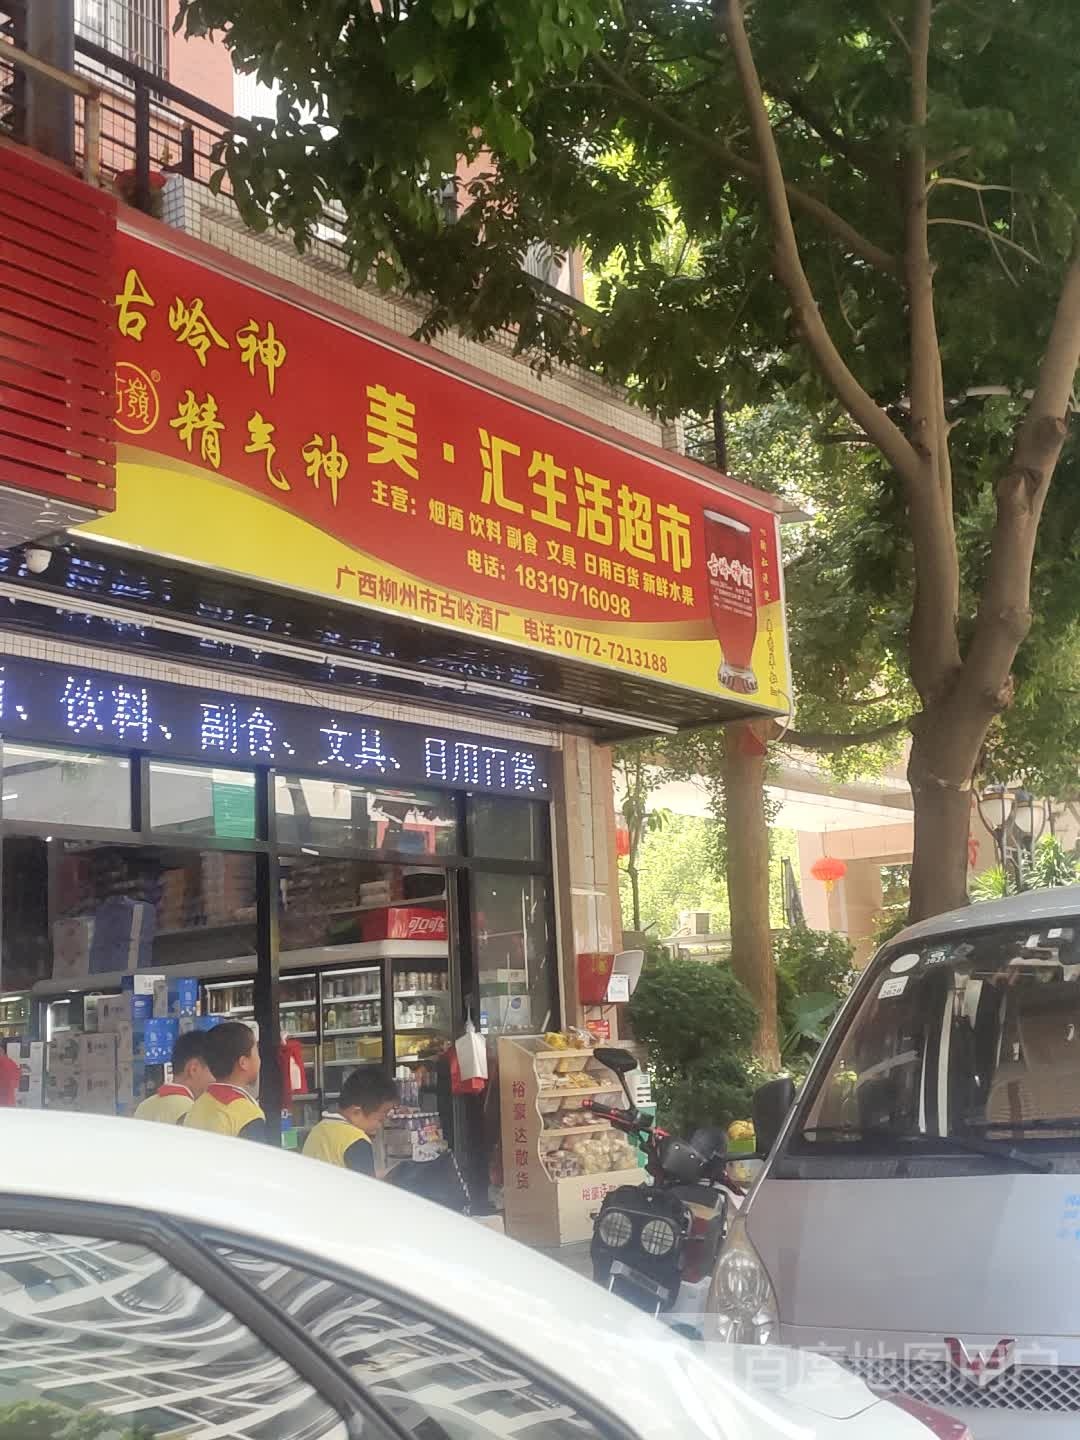 古岭神
精气神
®
美·汇生活超市
主营：烟酒 饮料 副食 文具 日用百货 新鲜水果
电话：18319716098
广西柳州市古岭酒厂 电话：0772-7213188
古岭神酒
、饮料、副食、文具、日用百货、
可口可乐
裕豪达散货
百度地图用户